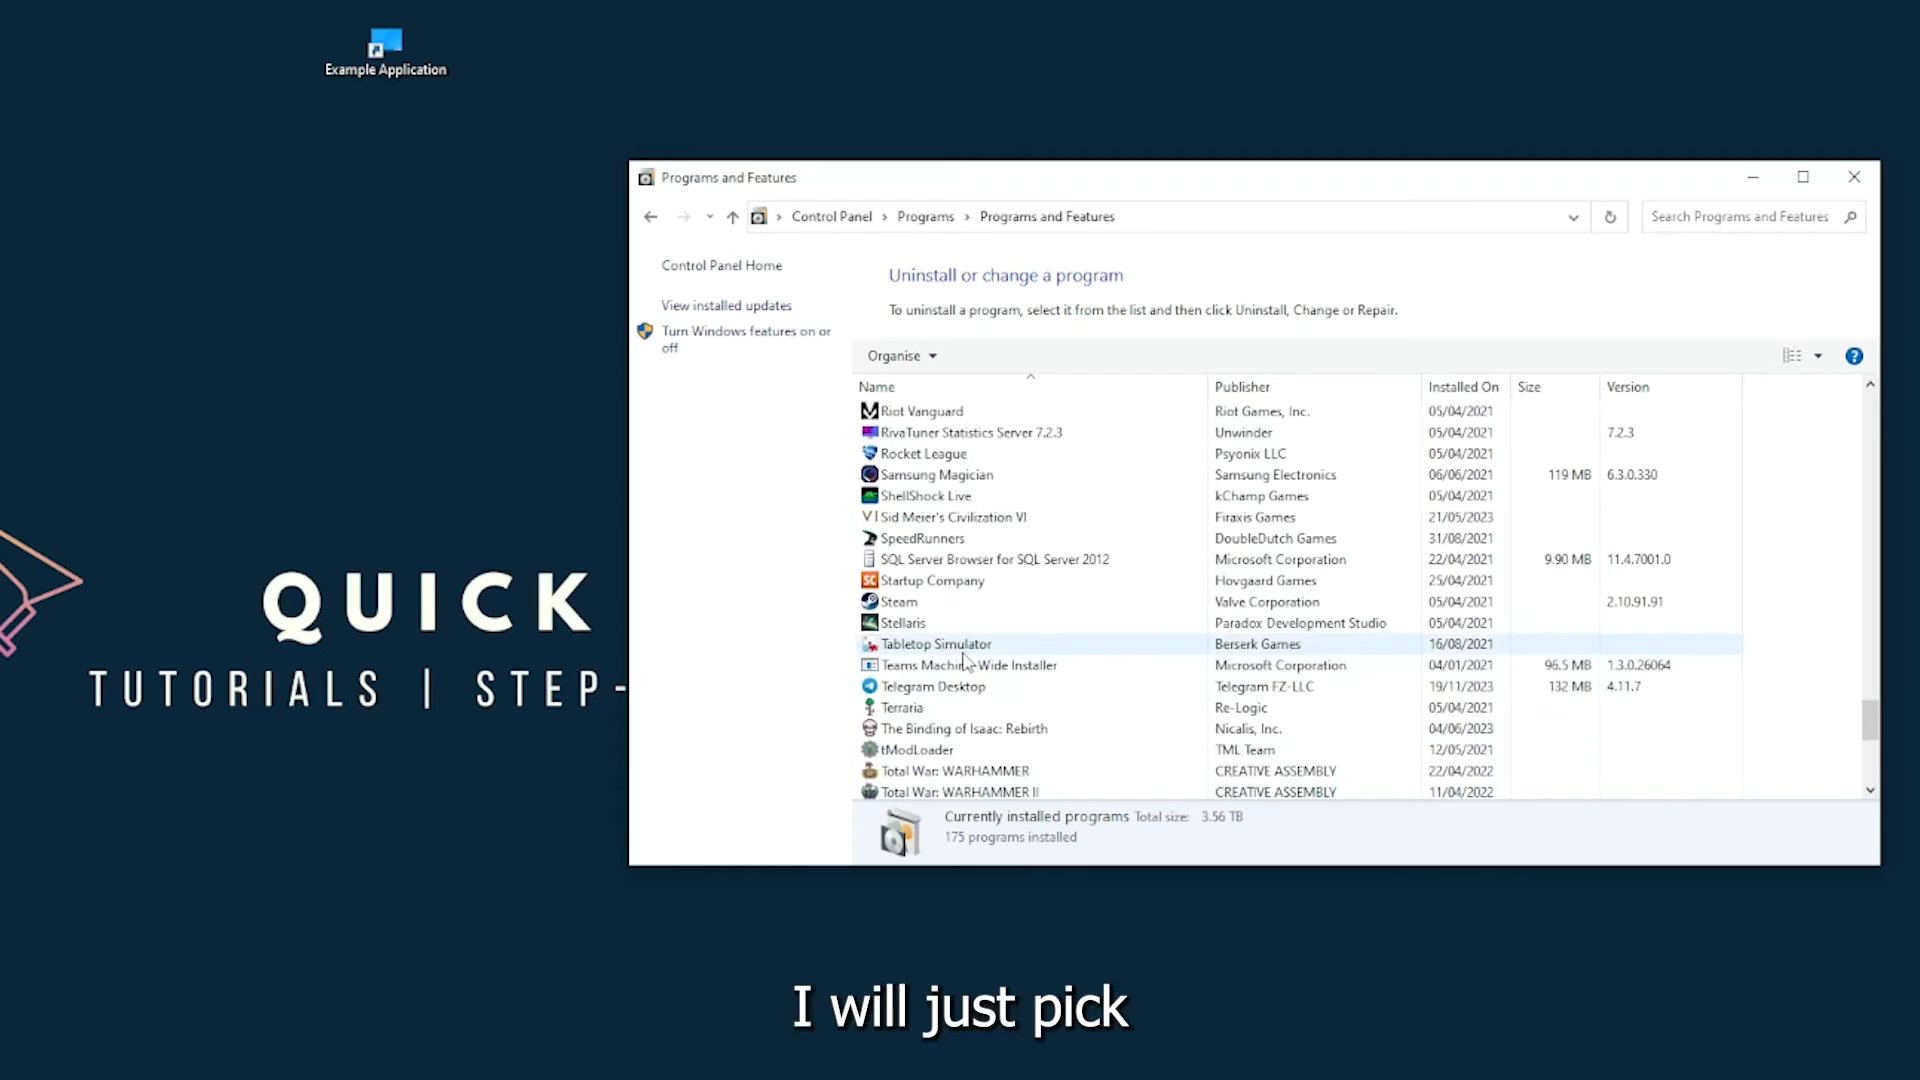 Example Application
QUICK
TUTORIALS | STEP-
Programs and Features
Control Panel > Programs > Programs and Features
Search Programs and Features
Control Panel Home
View installed updates
Turn Windows features on or
off
Uninstall or change a program
To uninstall a program, select it from the list and then click Uninstall, Change or Repair.
Organise
Name Publisher Installed On Size Version
Riot Vanguard Riot Games, Inc. 05/04/2021
RivaTuner Statistics Server 7.2.3 Unwinder 05/04/2021 7.2.3
Rocket League Psyonix LLC 05/04/2021
Samsung Magician Samsung Electronics 06/06/2021 119 MB 6.3.0.330
ShellShock Live kChamp Games 05/04/2021
VI Sid Meier's Civilization VI Firaxis Games 21/05/2023
SpeedRunners DoubleDutch Games 31/08/2021
SQL Server Browser for SQL Server 2012 Microsoft Corporation 22/04/2021 9.90 MB 11.4.7001.0
SC Startup Company Hovgaard Games 25/04/2021
Steam Valve Corporation 05/04/2021 2.10.91.91
Stellaris Paradox Development Studio 05/04/2021
Tabletop Simulator Berserk Games 16/08/2021
Teams Machine-Wide Installer Microsoft Corporation 04/01/2021 96.5 MB 1.3.0.26064
Telegram Desktop Telegram FZ-LLC 19/11/2023 132 MB 4.11.7
Terraria Re-Logic 05/04/2021
The Binding of Isaac: Rebirth Nicalis, Inc. 04/06/2023
tModLoader TML Team 12/05/2021
Total War: WARHAMMER CREATIVE ASSEMBLY 22/04/2022
Total War: WARHAMMER II CREATIVE ASSEMBLY 11/04/2022
Currently installed programs Total size: 3.56 TB
175 programs installed
I will just pick